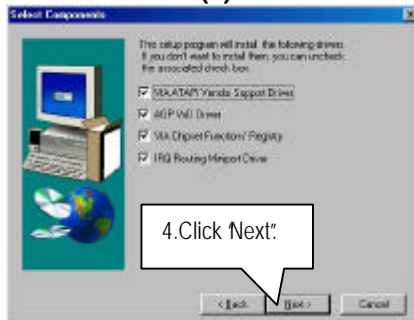 Select Components
This setup program will install the following drivers.
If you don't want to install them, you can uncheck
the associated check box.
VIA ATAPI Vendor Support Driver
AGP VxD Driver
VIA Chipset Functions' Registry
IRQ Routing Miniport Driver
4.Click "Next".
< Back
Next >
Cancel